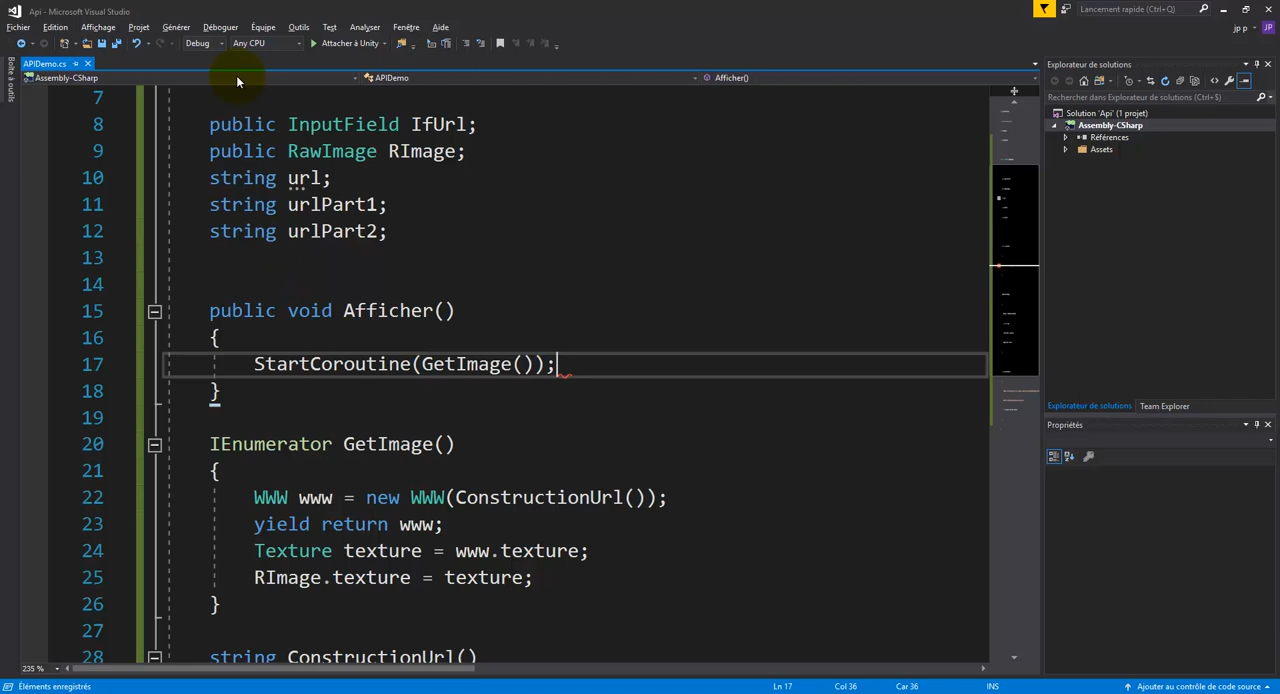 Api - Microsoft Visual Studio
Lancement rapide (Ctrl+Q)
Fichier Edition Affichage Projet Générer Déboguer Équipe Outils Test Analyser Fenêtre Aide
jp p JP
Debug Any CPU Attacher à Unity
Boîte à outils
APIDemo.cs
Assembly-CSharp APIDemo Afficher()
7
8 public InputField IfUrl;
9 public RawImage RImage;
10 string url;
11 string urlPart1;
12 string urlPart2;
13
14
15 public void Afficher()
16 {
17 StartCoroutine(GetImage());
18 }
19
20 IEnumerator GetImage()
21 {
22 WWW www = new WWW(ConstructionUrl());
23 yield return www;
24 Texture texture = www.texture;
25 RImage.texture = texture;
26 }
27
28 string ConstructionUrl()
235 %
Explorateur de solutions
Rechercher dans Explorateur de solutions (Ctrl+$)
Solution 'Api' (1 projet)
Assembly-CSharp
Références
Assets
Explorateur de solutions Team Explorer
Propriétés
Éléments enregistrés Ln 17 Col 36 Car 36 INS Ajouter au contrôle de code source